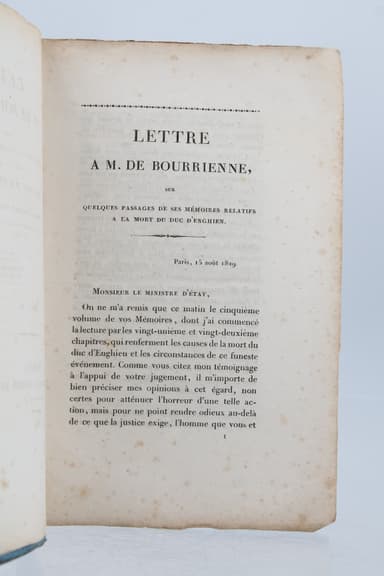 LETTRE
A M. DE BOURRIENNE,
SUR
QUELQUES PASSAGES DE SES MÉMOIRES RELATIFS
A LA MORT DU DUC D'ENGHIEN.
Paris, 15 août 1829
MONSIEUR LE MINISTRE D'ÉTAT,
On ne m'a remis que ce matin le cinquième
volume de vos Mémoires, dont j'ai commencé
la lecture par les vingt-unième et vingt-deuxième
chapitres, qui renferment les causes de la mort du
duc d'Enghien et les circonstances de ce funeste
événement. Comme vous citez mon témoignage
à l'appui de votre jugement, il m'importe de
bien préciser mes opinions à cet égard, non
certes pour atténuer l'horreur d'une telle ac-
tion, mais pour ne point rendre odieux au-delà
de ce que la justice exige, l'homme que vous et
1